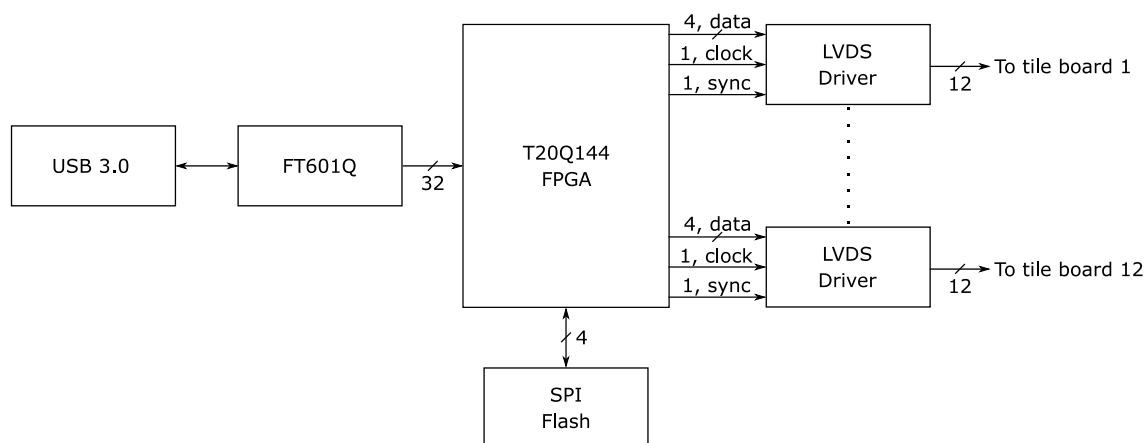 USB 3.0
FT601Q
32
T20Q144
FPGA
4, data
1, clock
1, sync
LVDS
Driver
12
To tile board 1
4, data
1, clock
1, sync
LVDS
Driver
12
To tile board 12
4
SPI
Flash